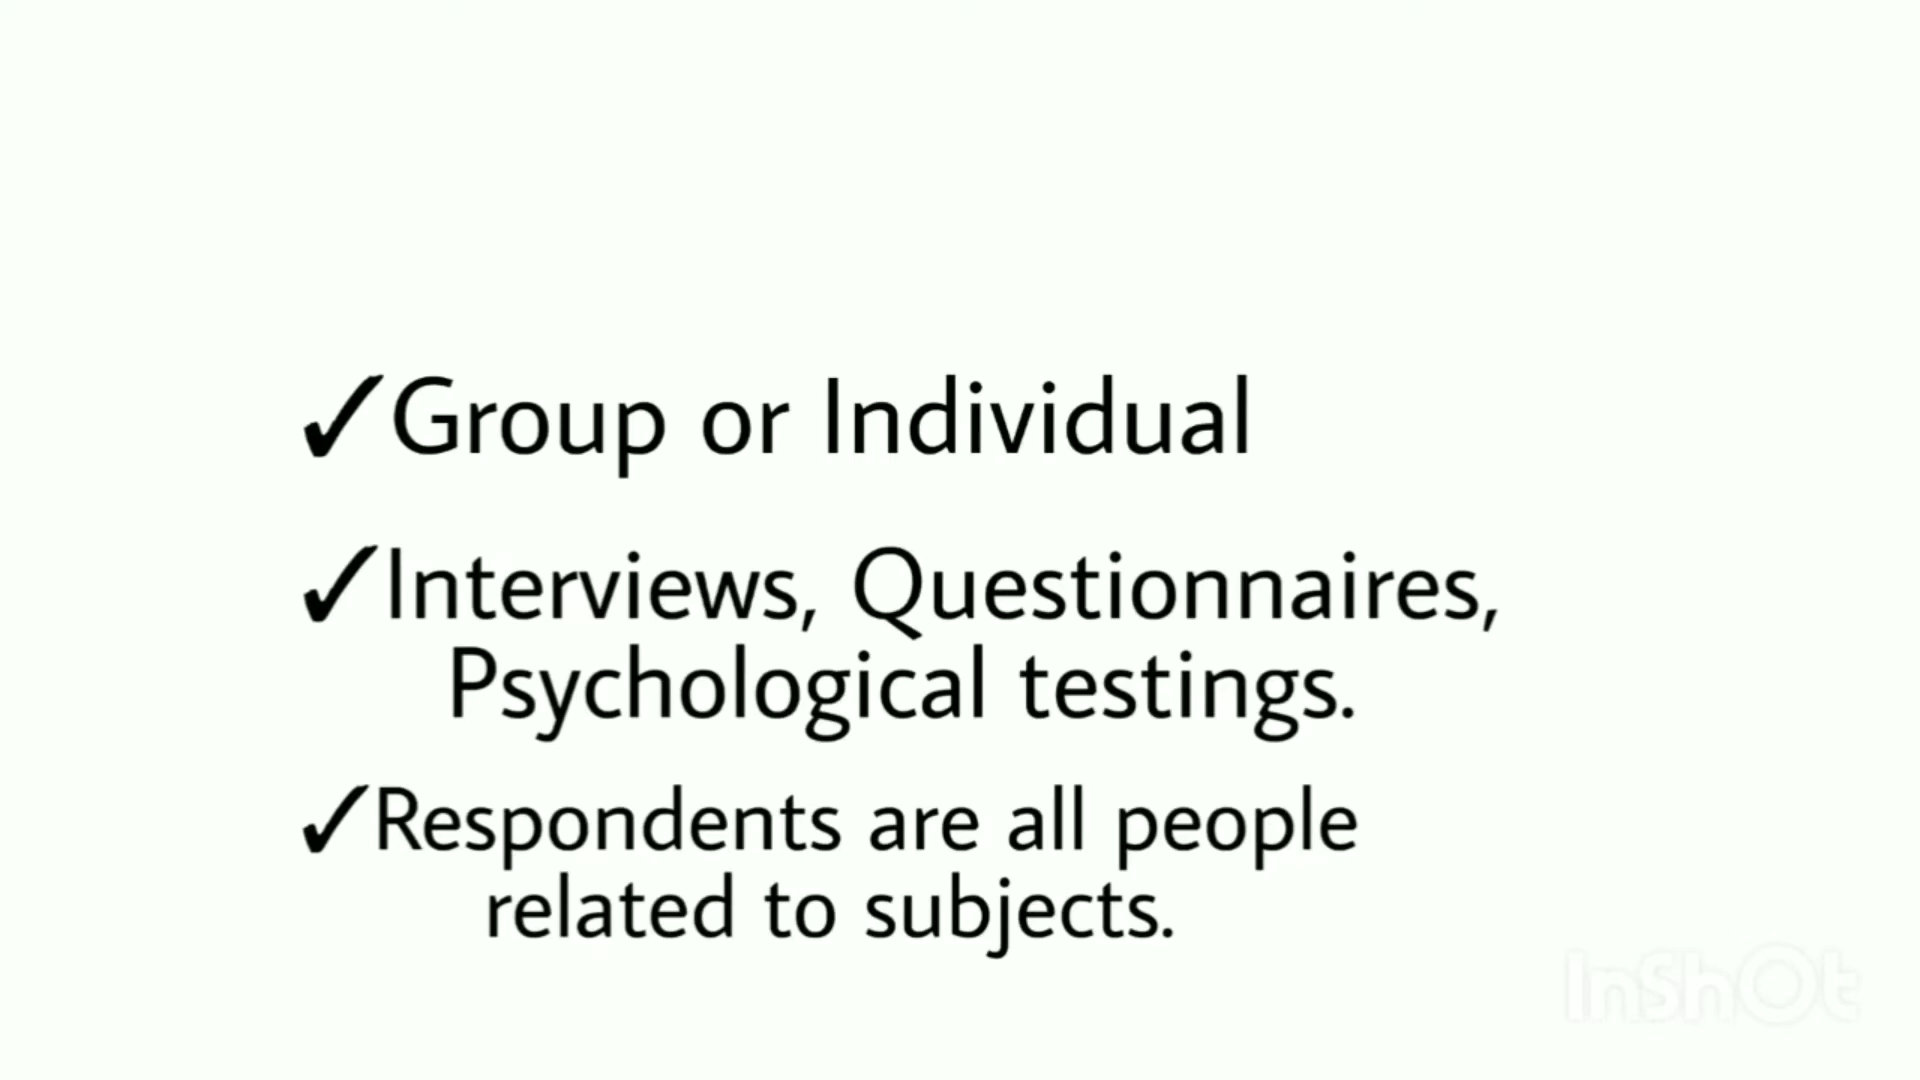 ✓Group or Individual
✓Interviews, Questionnaires,
Psychological testings.
✓Respondents are all people
related to subjects.
InShOt